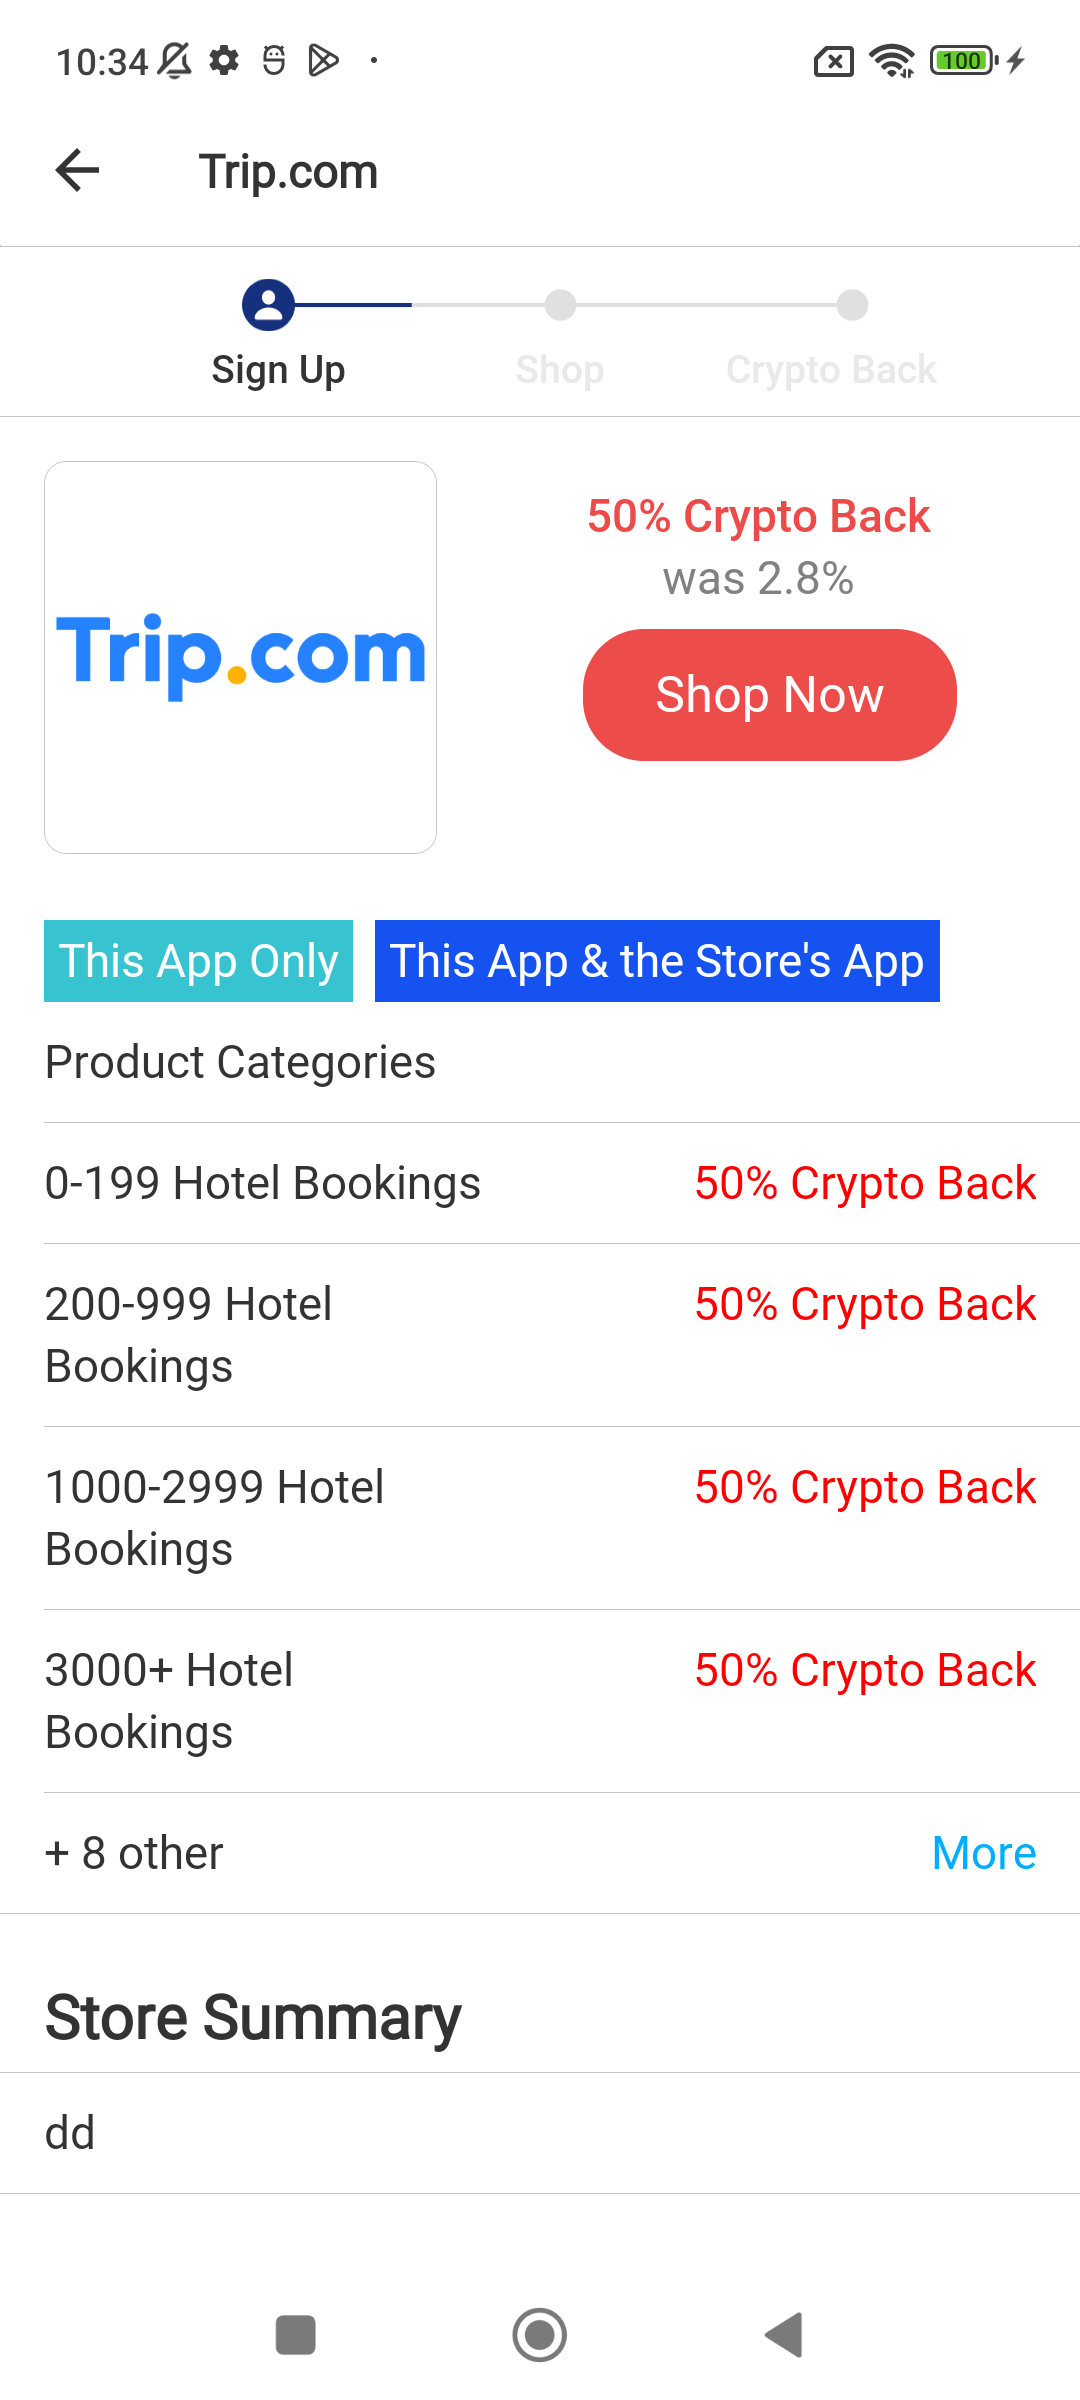 10:34
100
Trip.com
Sign Up
Shop
Crypto Back
Trip.com
50% Crypto Back
was 2.8%
Shop Now
This App Only
This App & the Store's App
Product Categories
0-199 Hotel Bookings
50% Crypto Back
200-999 Hotel
Bookings
50% Crypto Back
1000-2999 Hotel
Bookings
50% Crypto Back
3000+ Hotel
Bookings
50% Crypto Back
+ 8 other
More
Store Summary
dd